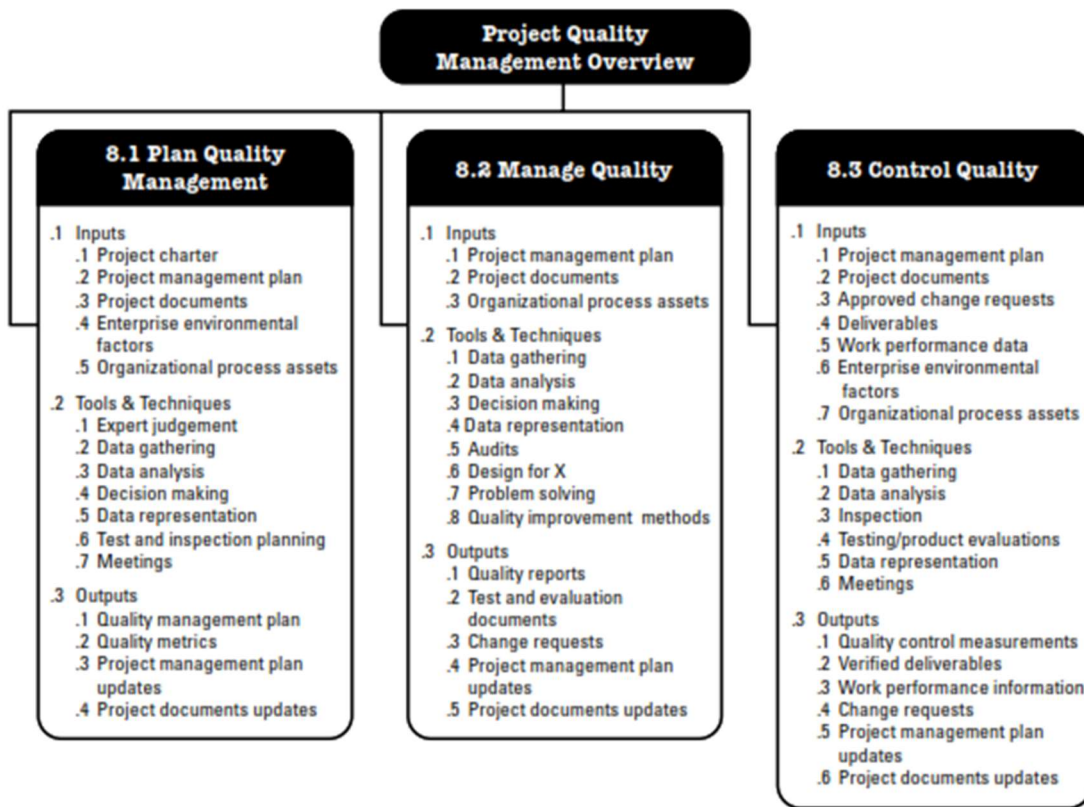 Project Quality
Management Overview
8.1 Plan Quality
Management
.1 Inputs
.1 Project charter
.2 Project management plan
.3 Project documents
.4 Enterprise environmental
factors
.5 Organizational process assets
.2 Tools & Techniques
.1 Expert judgement
.2 Data gathering
.3 Data analysis
.4 Decision making
.5 Data representation
.6 Test and inspection planning
.7 Meetings
.3 Outputs
.1 Quality management plan
.2 Quality metrics
.3 Project management plan
updates
.4 Project documents updates
8.2 Manage Quality
.1 Inputs
.1 Project management plan
.2 Project documents
.3 Organizational process assets
.2 Tools & Techniques
.1 Data gathering
.2 Data analysis
.3 Decision making
.4 Data representation
.5 Audits
.6 Design for X
.7 Problem solving
.8 Quality improvement methods
.3 Outputs
.1 Quality reports
.2 Test and evaluation
documents
.3 Change requests
.4 Project management plan
updates
.5 Project documents updates
8.3 Control Quality
.1 Inputs
.1 Project management plan
.2 Project documents
.3 Approved change requests
.4 Deliverables
.5 Work performance data
.6 Enterprise environmental
factors
.7 Organizational process assets
.2 Tools & Techniques
.1 Data gathering
.2 Data analysis
.3 Inspection
.4 Testing/product evaluations
.5 Data representation
.6 Meetings
.3 Outputs
.1 Quality control measurements
.2 Verified deliverables
.3 Work performance information
.4 Change requests
.5 Project management plan
updates
.6 Project documents updates